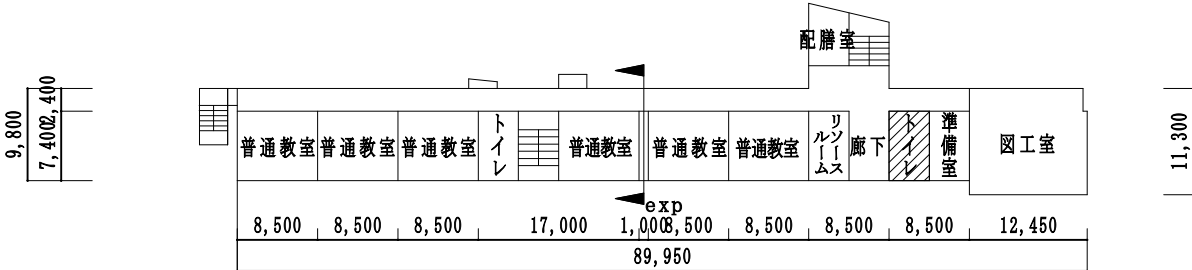 配膳室
普通教室 普通教室 普通教室 トイレ 普通教室 普通教室 普通教室 リソースルーム 廊下 トイレ 準備室 図工室
9,800
7,400
2,400
11,300
exp
8,500 8,500 8,500 17,000 1,000 8,500 8,500 8,500 8,500 12,450
89,950